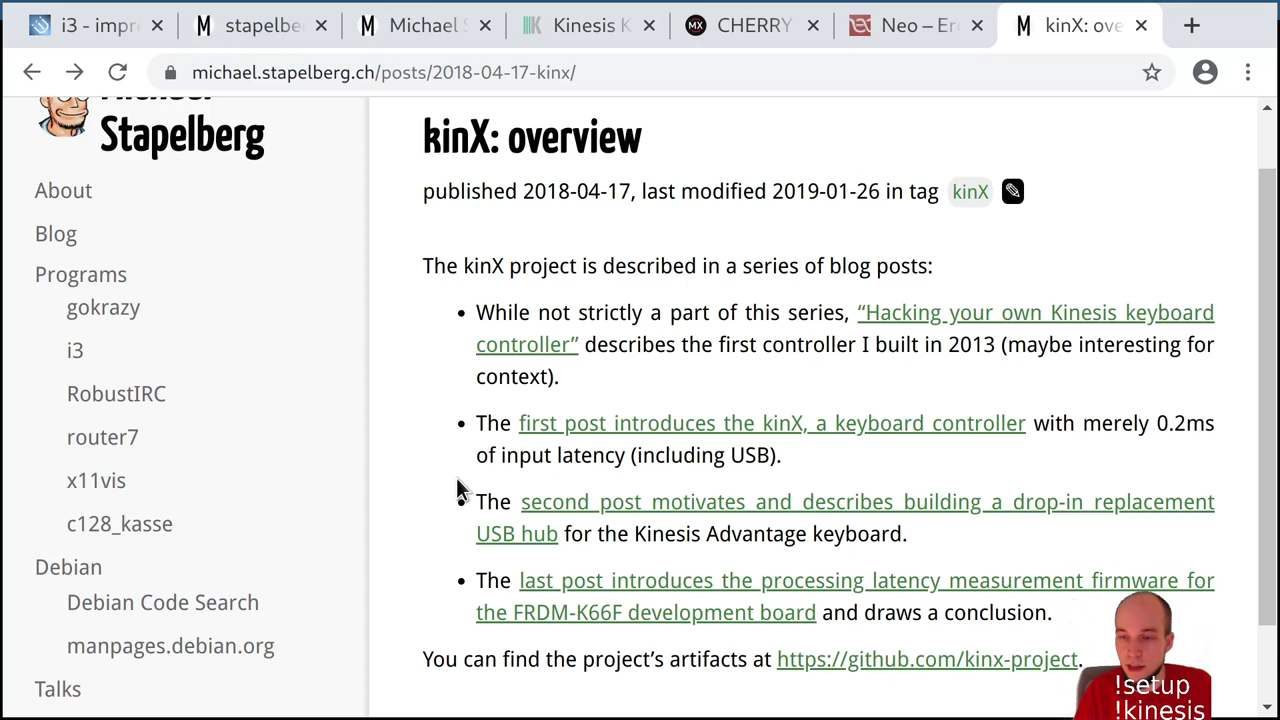 i3 - impr
stapelbe
Michael S
Kinesis K
CHERRY
Neo – Erg
kinX: ove
michael.stapelberg.ch/posts/2018-04-17-kinx/
Stapelberg
About
Blog
Programs
gokrazy
i3
RobustIRC
router7
x11vis
c128_kasse
Debian
Debian Code Search
manpages.debian.org
Talks
kinX: overview
published 2018-04-17, last modified 2019-01-26 in tag kinX
The kinX project is described in a series of blog posts:
• While not strictly a part of this series, “Hacking your own Kinesis keyboard
controller” describes the first controller I built in 2013 (maybe interesting for
context).
• The first post introduces the kinX, a keyboard controller with merely 0.2ms
of input latency (including USB).
• The second post motivates and describes building a drop-in replacement
USB hub for the Kinesis Advantage keyboard.
• The last post introduces the processing latency measurement firmware for
the FRDM-K66F development board and draws a conclusion.
You can find the project’s artifacts at https://github.com/kinx-project.
!setup
!kinesis